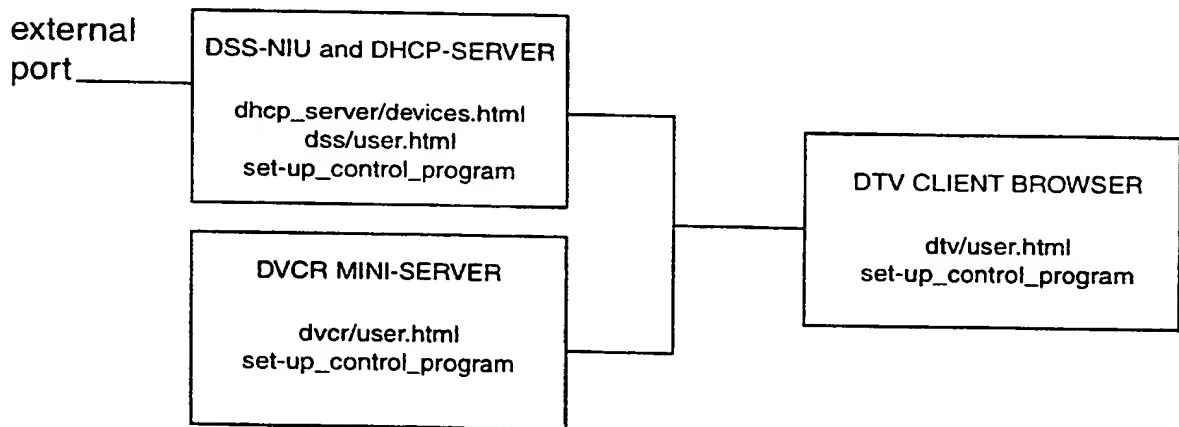 external
port
DSS-NIU and DHCP-SERVER
dhcp_server/devices.html
dss/user.html
set-up_control_program
DVCR MINI-SERVER
dvcr/user.html
set-up_control_program
DTV CLIENT BROWSER
dtv/user.html
set-up_control_program